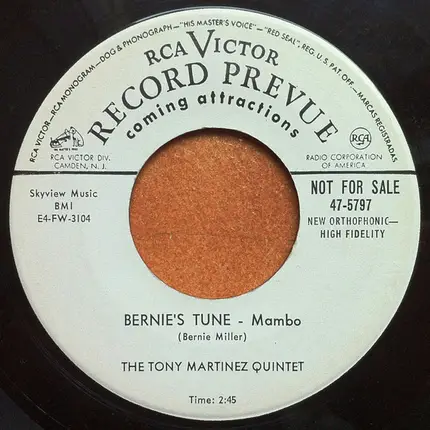 RCA VICTOR—RCA MONOGRAM—DOG & PHONOGRAPH—"HIS MASTER'S VOICE"—"RED SEAL", REG. U.S. PAT. OFF.—MARCAS REGISTRADAS
RCA VICTOR
RECORD PREVUE
coming attractions
"HIS MASTER'S VOICE"
RCA
RCA VICTOR DIV.
CAMDEN, N. J.
RADIO CORPORATION
OF AMERICA
Skyview Music
BMI
E4-FW-3104
NOT FOR SALE
47-5797
NEW ORTHOPHONIC—
HIGH FIDELITY
BERNIE'S TUNE - Mambo
(Bernie Miller)
THE TONY MARTINEZ QUINTET
Time: 2:45